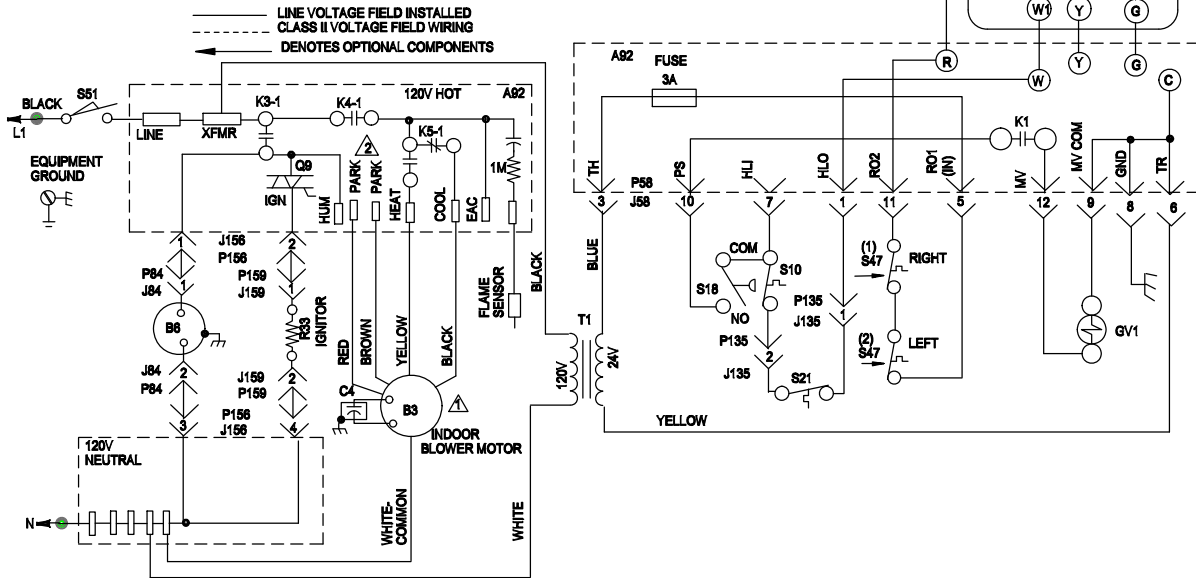 LINE VOLTAGE FIELD INSTALLED
CLASS II VOLTAGE FIELD WIRING
DENOTES OPTIONAL COMPONENTS
W1
Y
G
A92
FUSE
3A
R
W
Y
G
C
BLACK
S51
L1
LINE
XFMR
K3-1
K4-1
120V HOT
A92
K5-1
1M
2
EQUIPMENT
GROUND
Q9
IGN
HUM
PARK
PARK
HEAT
COOL
EAC
TH
PS
HLI
HLO
RO2
RO1
(IN)
K1
MV
MV COM
GND
TR
P58
J58
3
10
7
1
11
5
12
9
8
6
1
J156
2
P156
P84
J84
1
P159
J159
1
B6
R33
IGNITOR
FLAME
SENSOR
BLACK
BLUE
COM
S18
NO
S10
P135
J135
1
P135
J135
2
S21
(1)
S47
RIGHT
(2)
S47
LEFT
GV1
RED
BROWN
YELLOW
BLACK
T1
120V
24V
J84
P84
2
J159
P159
2
C4
B3
1
INDOOR
BLOWER MOTOR
P156
J156
3
4
YELLOW
120V
NEUTRAL
N
WHITE-
COMMON
WHITE